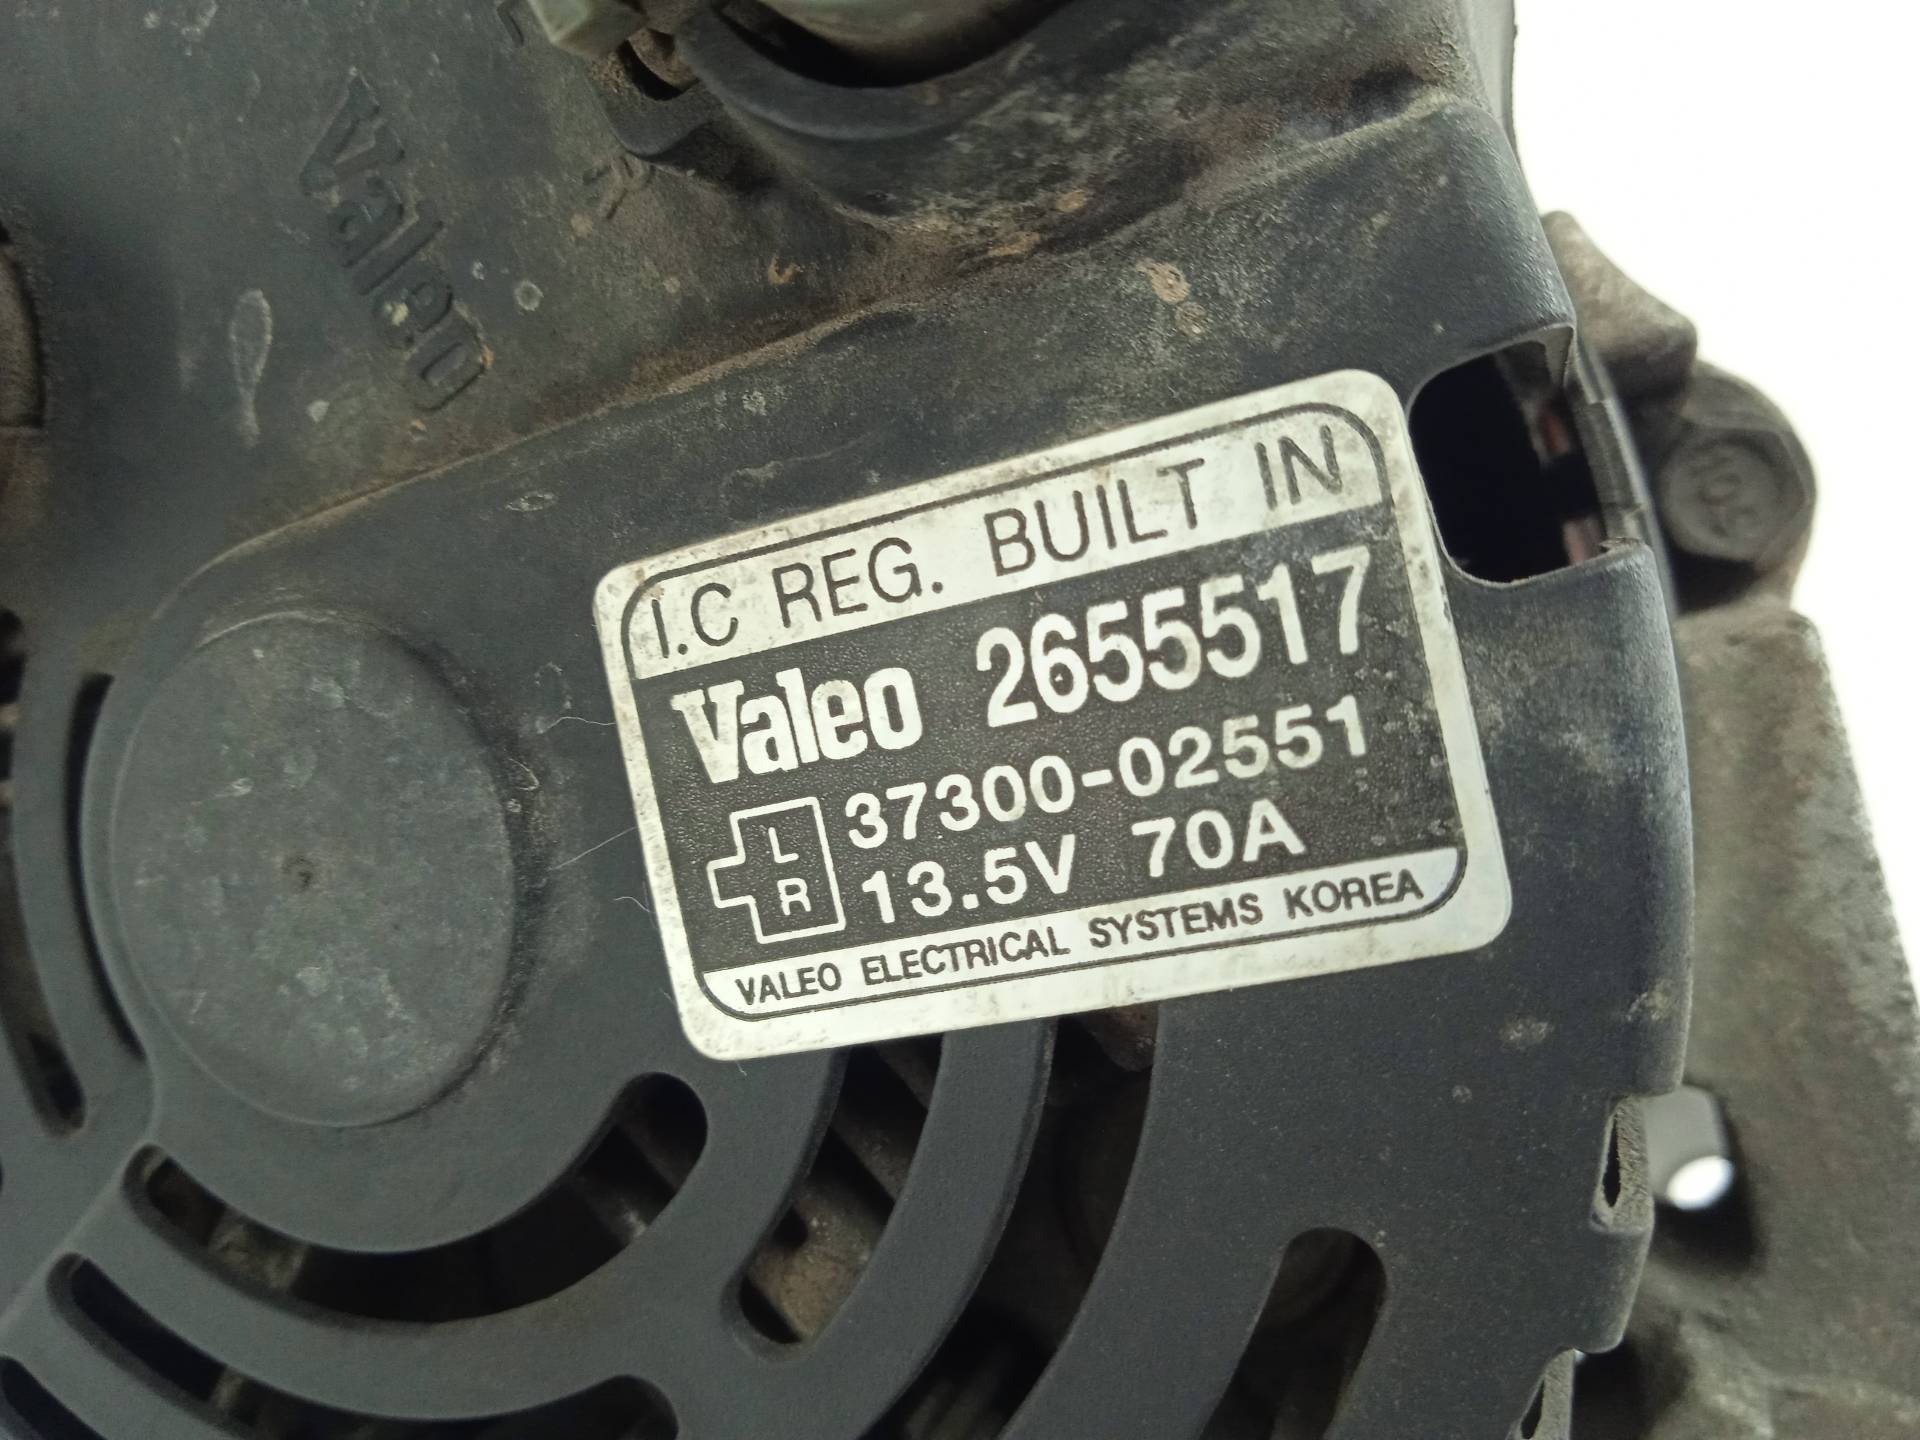 Valeo
I.C REG. BUILT IN
Valeo 2655517
L 37300-02551
R 13.5V 70A
VALEO ELECTRICAL SYSTEMS KOREA